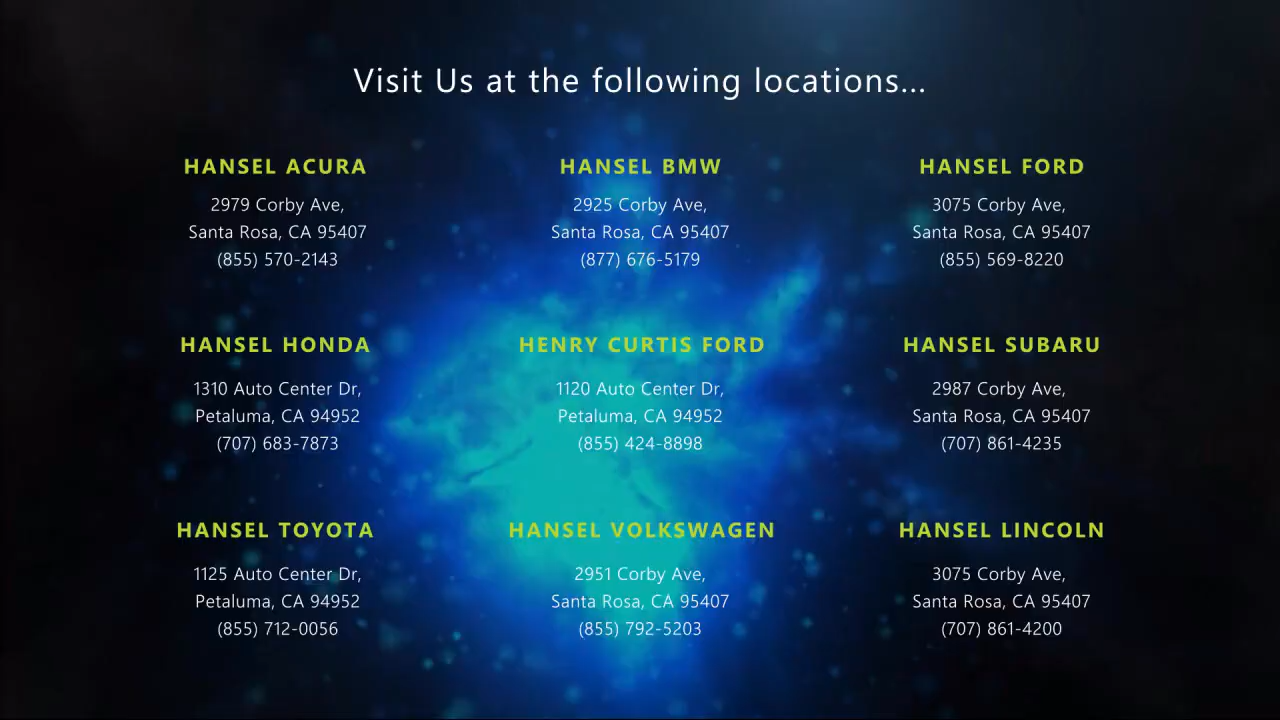 Visit Us at the following locations...
HANSEL ACURA
2979 Corby Ave,
Santa Rosa, CA 95407
(855) 570-2143
HANSEL BMW
2925 Corby Ave,
Santa Rosa, CA 95407
(877) 676-5179
HANSEL FORD
3075 Corby Ave,
Santa Rosa, CA 95407
(855) 569-8220
HANSEL HONDA
1310 Auto Center Dr,
Petaluma, CA 94952
(707) 683-7873
HENRY CURTIS FORD
1120 Auto Center Dr,
Petaluma, CA 94952
(855) 424-8898
HANSEL SUBARU
2987 Corby Ave,
Santa Rosa, CA 95407
(707) 861-4235
HANSEL TOYOTA
1125 Auto Center Dr,
Petaluma, CA 94952
(855) 712-0056
HANSEL VOLKSWAGEN
2951 Corby Ave,
Santa Rosa, CA 95407
(855) 792-5203
HANSEL LINCOLN
3075 Corby Ave,
Santa Rosa, CA 95407
(707) 861-4200